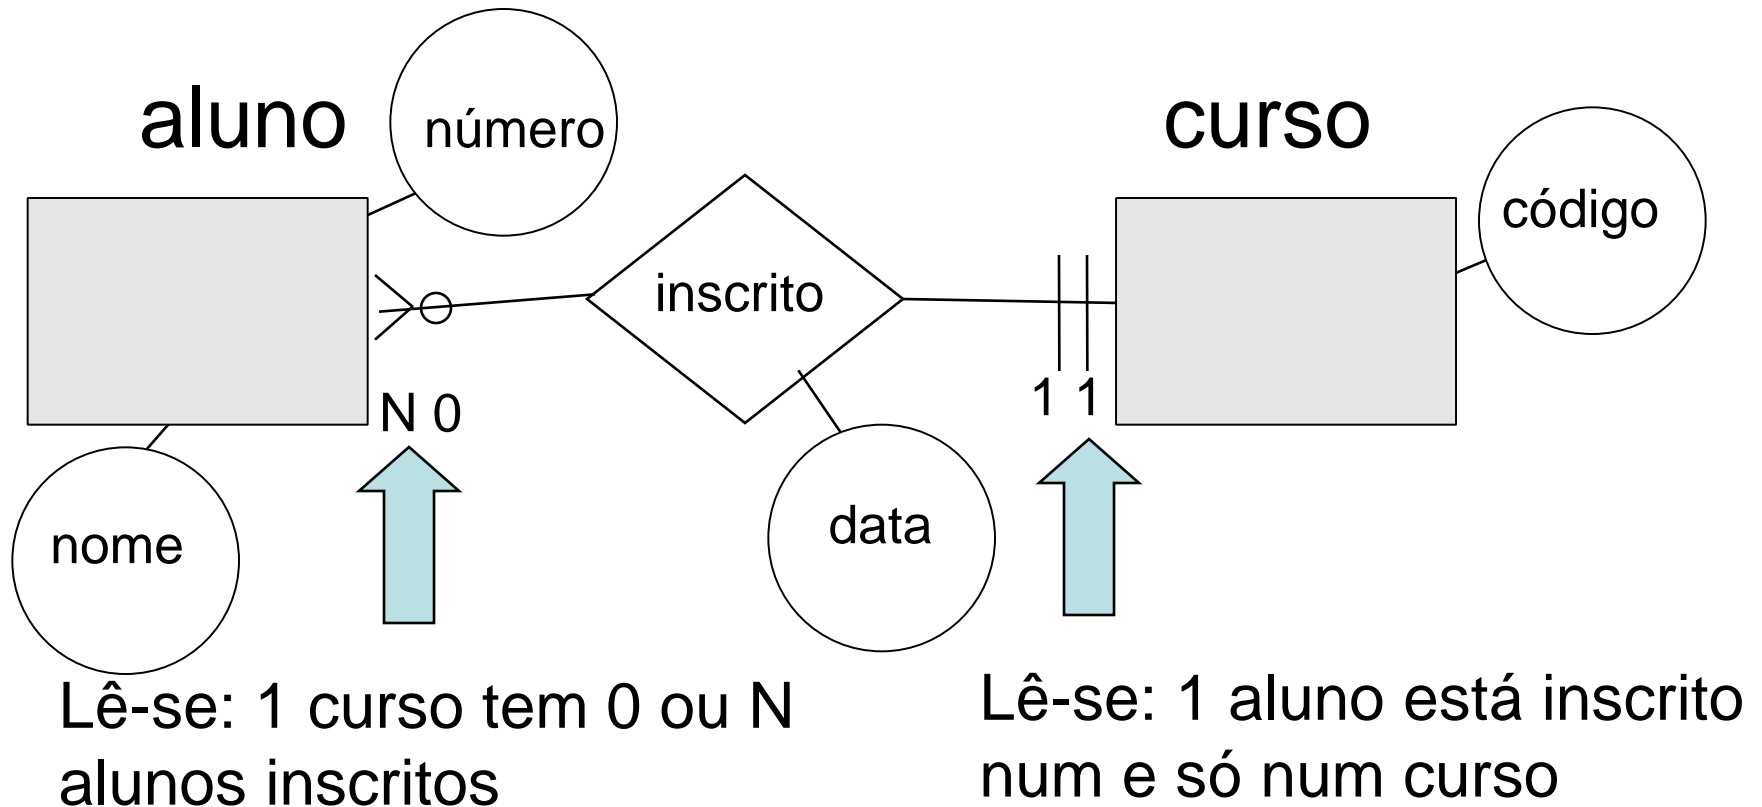 aluno
número
curso
código
inscrito
N 0
1 1
nome
data
Lê-se: 1 curso tem 0 ou N
alunos inscritos
Lê-se: 1 aluno está inscrito
num e só num curso